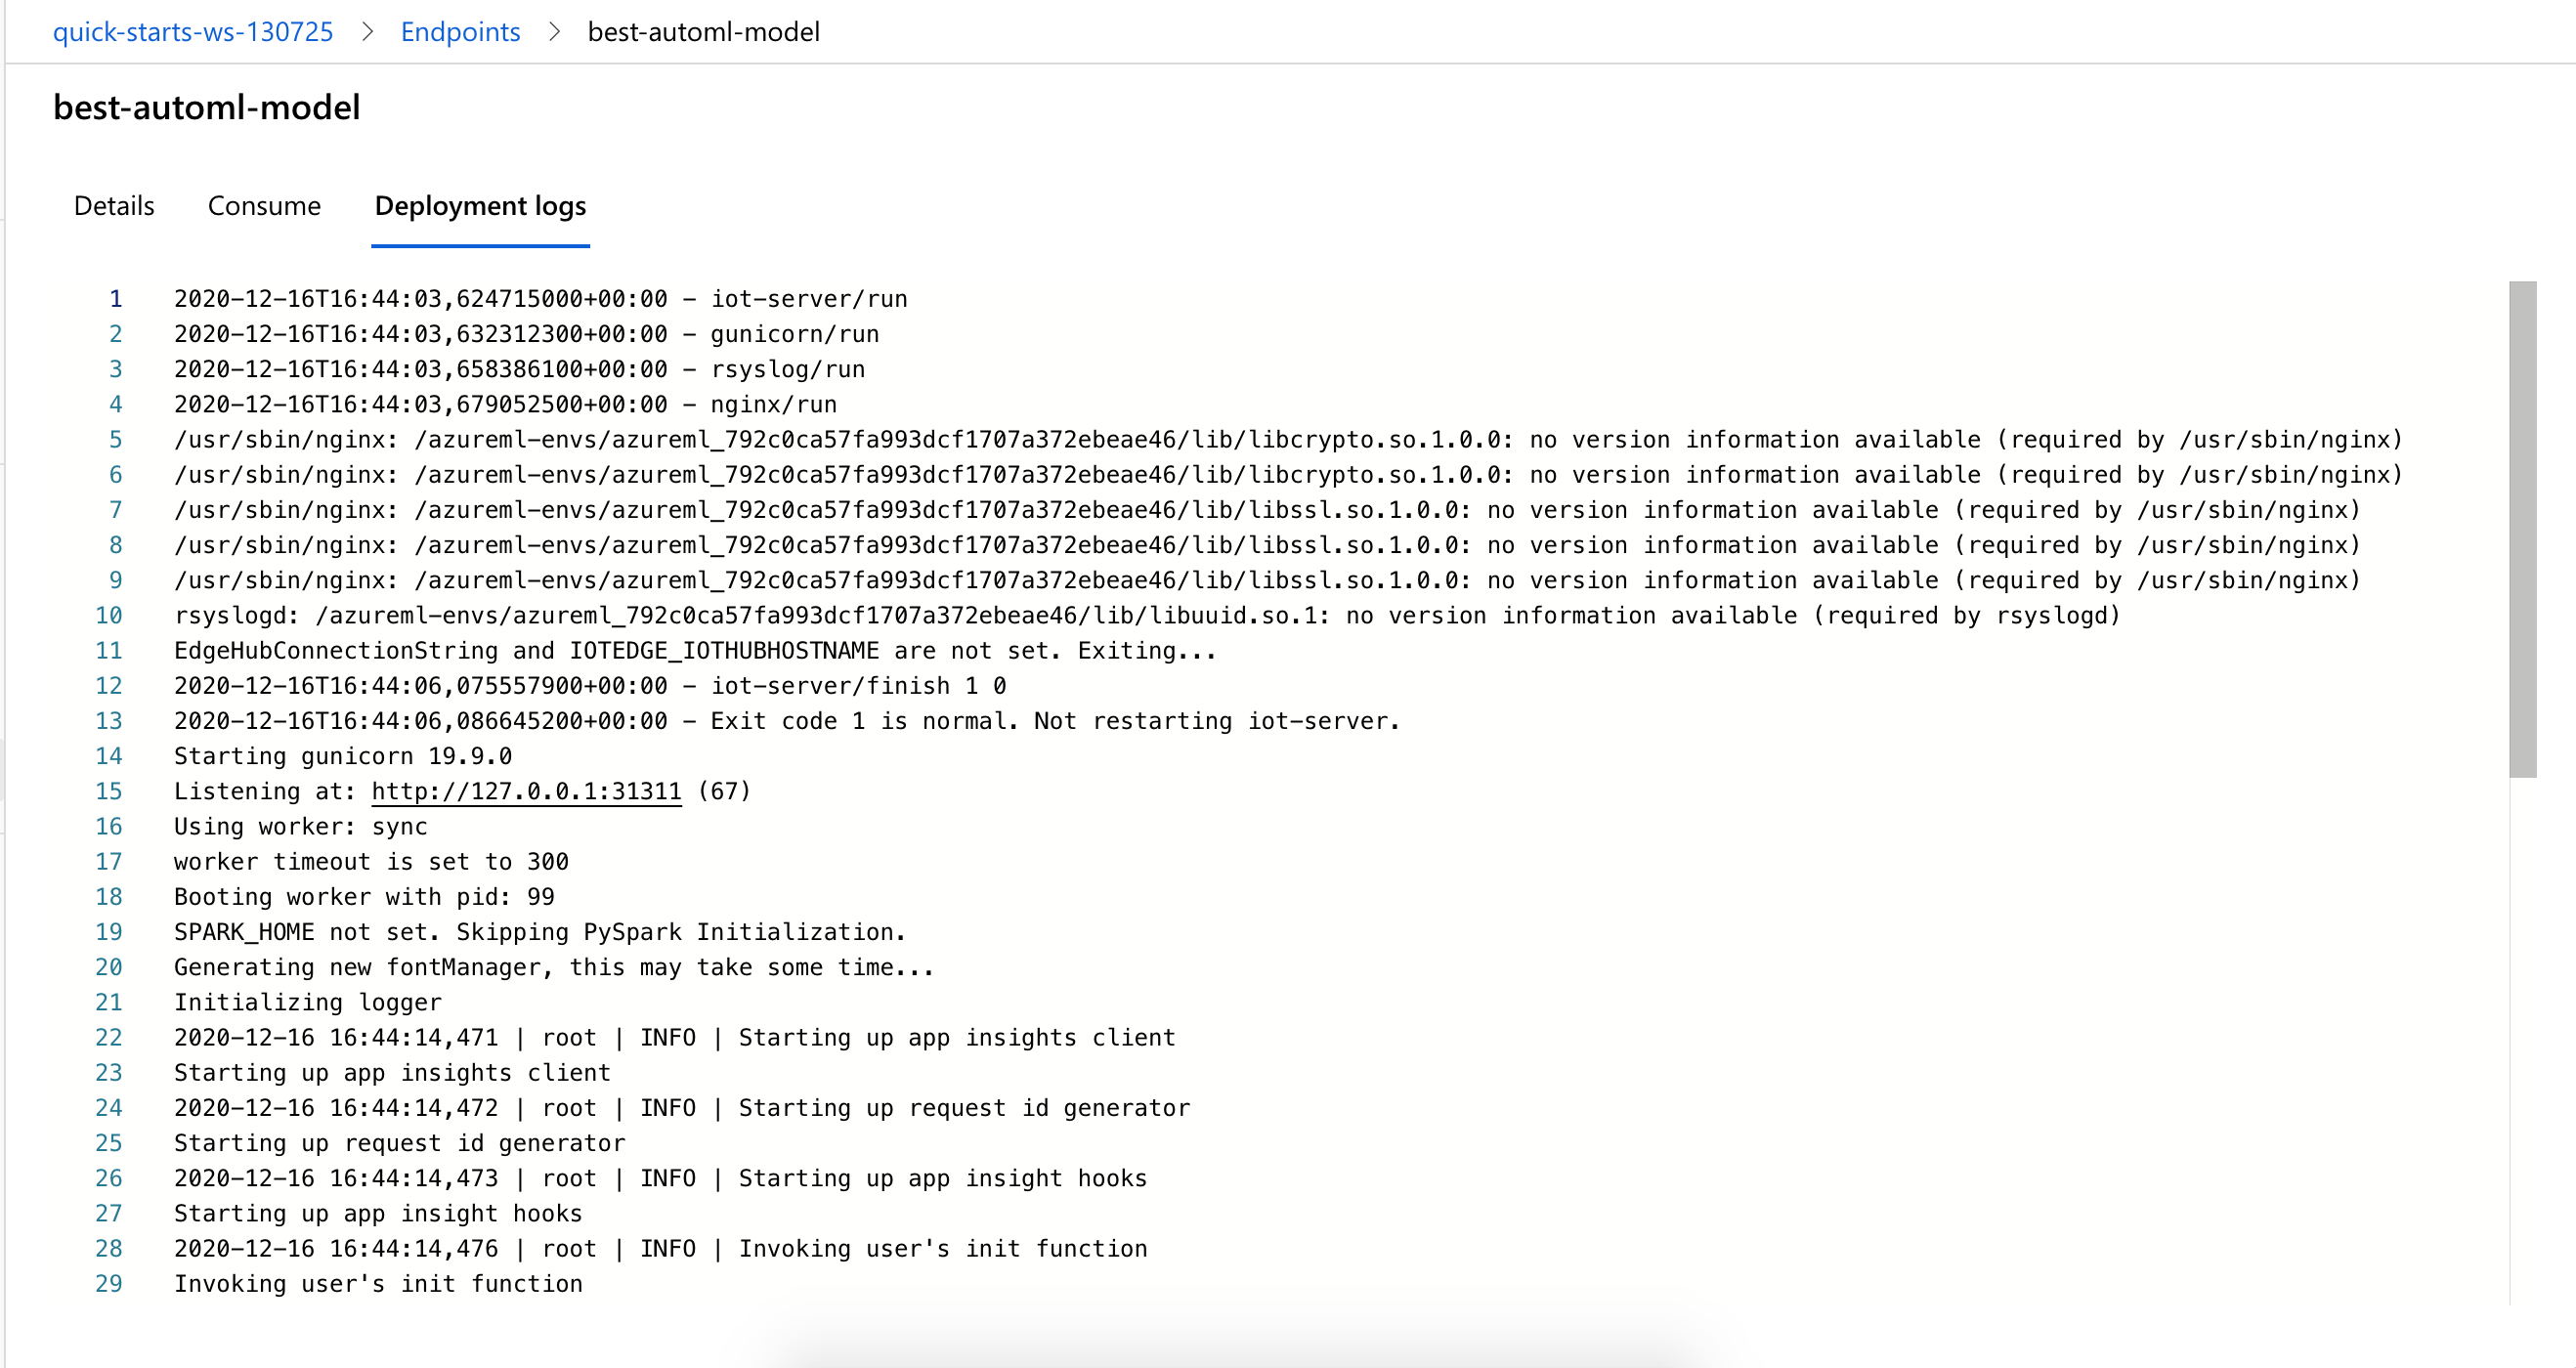 quick-starts-ws-130725 > Endpoints > best-automl-model
best-automl-model
Details Consume Deployment logs
1 2020-12-16T16:44:03,624715000+00:00 - iot-server/run
2 2020-12-16T16:44:03,632312300+00:00 - gunicorn/run
3 2020-12-16T16:44:03,658386100+00:00 - rsyslog/run
4 2020-12-16T16:44:03,679052500+00:00 - nginx/run
5 /usr/sbin/nginx: /azureml-envs/azureml_792c0ca57fa993dcf1707a372ebeae46/lib/libcrypto.so.1.0.0: no version information available (required by /usr/sbin/nginx)
6 /usr/sbin/nginx: /azureml-envs/azureml_792c0ca57fa993dcf1707a372ebeae46/lib/libcrypto.so.1.0.0: no version information available (required by /usr/sbin/nginx)
7 /usr/sbin/nginx: /azureml-envs/azureml_792c0ca57fa993dcf1707a372ebeae46/lib/libssl.so.1.0.0: no version information available (required by /usr/sbin/nginx)
8 /usr/sbin/nginx: /azureml-envs/azureml_792c0ca57fa993dcf1707a372ebeae46/lib/libssl.so.1.0.0: no version information available (required by /usr/sbin/nginx)
9 /usr/sbin/nginx: /azureml-envs/azureml_792c0ca57fa993dcf1707a372ebeae46/lib/libssl.so.1.0.0: no version information available (required by /usr/sbin/nginx)
10 rsyslogd: /azureml-envs/azureml_792c0ca57fa993dcf1707a372ebeae46/lib/libuuid.so.1: no version information available (required by rsyslogd)
11 EdgeHubConnectionString and IOTEDGE_IOTHUBHOSTNAME are not set. Exiting...
12 2020-12-16T16:44:06,075557900+00:00 - iot-server/finish 1 0
13 2020-12-16T16:44:06,086645200+00:00 - Exit code 1 is normal. Not restarting iot-server.
14 Starting gunicorn 19.9.0
15 Listening at: http://127.0.0.1:31311 (67)
16 Using worker: sync
17 worker timeout is set to 300
18 Booting worker with pid: 99
19 SPARK_HOME not set. Skipping PySpark Initialization.
20 Generating new fontManager, this may take some time...
21 Initializing logger
22 2020-12-16 16:44:14,471 | root | INFO | Starting up app insights client
23 Starting up app insights client
24 2020-12-16 16:44:14,472 | root | INFO | Starting up request id generator
25 Starting up request id generator
26 2020-12-16 16:44:14,473 | root | INFO | Starting up app insight hooks
27 Starting up app insight hooks
28 2020-12-16 16:44:14,476 | root | INFO | Invoking user's init function
29 Invoking user's init function